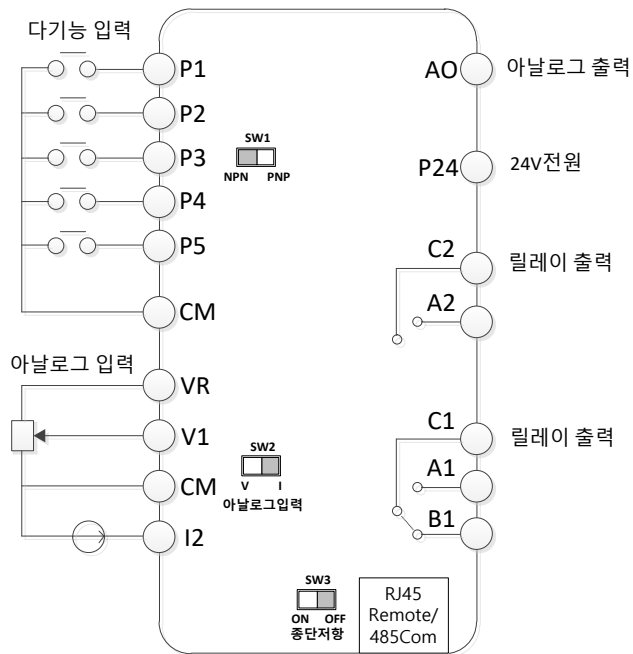 다기능 입력
P1
P2
P3
P4
P5
CM
SW1
NPN PNP
아날로그 입력
VR
V1
CM
I2
SW2
V I
아날로그입력
SW3
ON OFF
종단저항
RJ45
Remote/
485Com
AO 아날로그 출력
P24 24V전원
C2 릴레이 출력
A2
C1 릴레이 출력
A1
B1